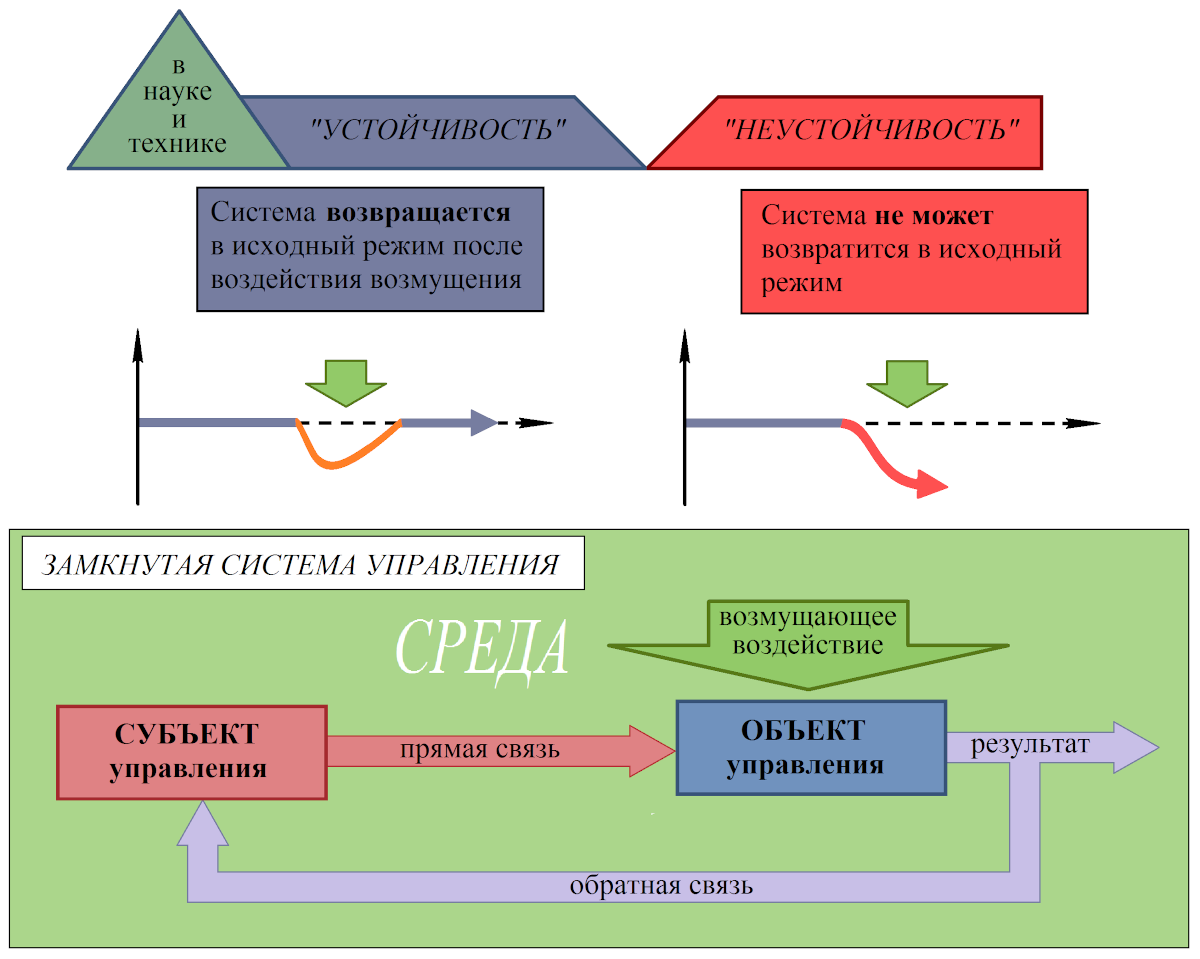 в
науке
и
технике
"УСТОЙЧИВОСТЬ"
"НЕУСТОЙЧИВОСТЬ"
Система возвращается
в исходный режим после
воздействия возмущения
Система не может
возвратится в исходный
режим
ЗАМКНУТАЯ СИСТЕМА УПРАВЛЕНИЯ
СРЕДА
возмущающее
воздействие
СУБЪЕКТ
управления
прямая связь
ОБЪЕКТ
управления
результат
обратная связь